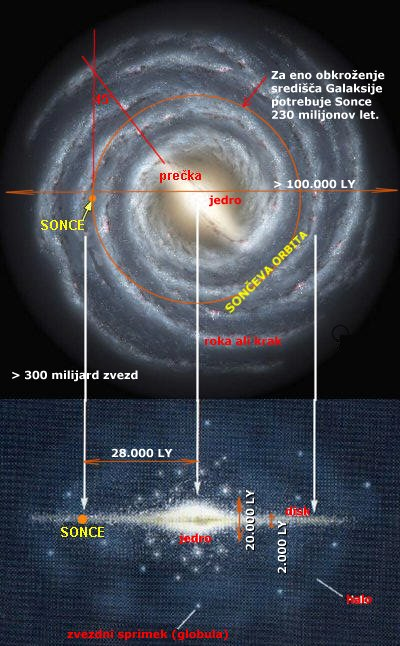 Za eno obkroženje
središča Galaksije
potrebuje Sonce
230 milijonov let.
45°
prečka
> 100.000 LY
jedro
SONCE
SONČEVA ORBITA
roka ali krak
> 300 milijard zvezd
28.000 LY
20.000 LY
2.000 LY
disk
SONCE
jedro
Halo
zvezdni sprimek (globula)